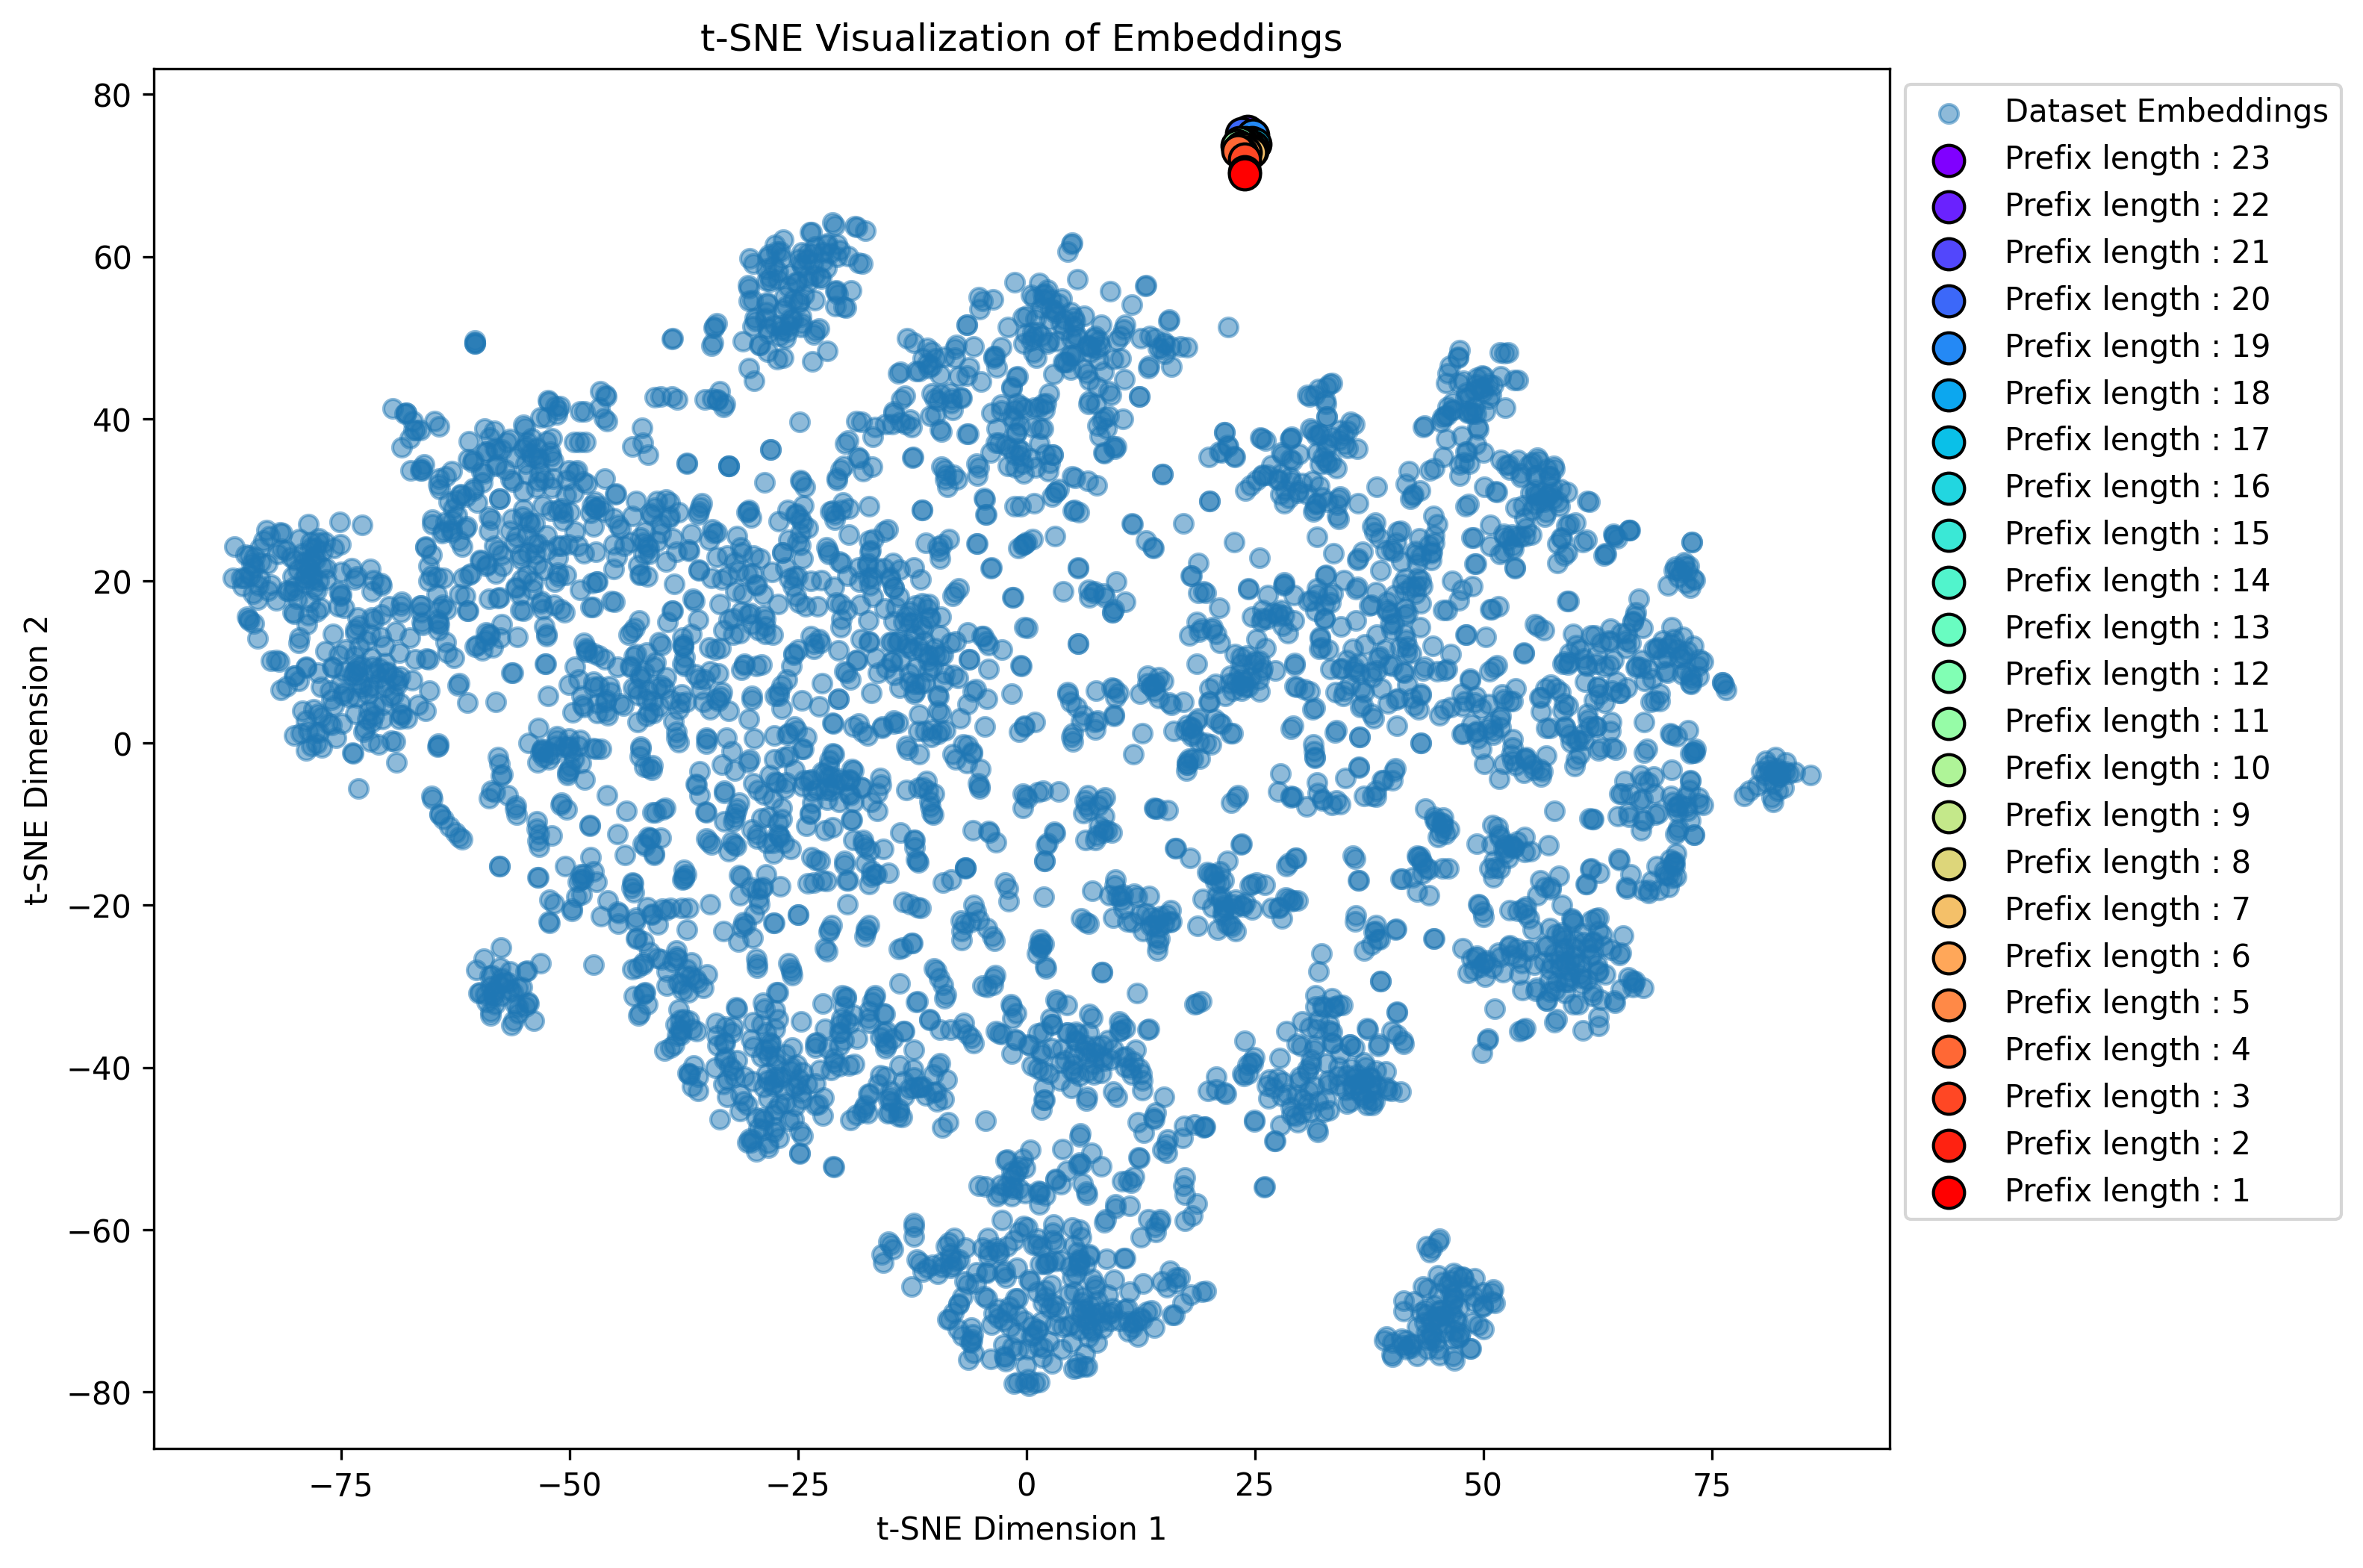 t-SNE Visualization of Embeddings
80
60
40
20
0
−20
−40
−60
−80
t-SNE Dimension 2
−75
−50
−25
0
25
50
75
t-SNE Dimension 1
Dataset Embeddings
Prefix length : 23
Prefix length : 22
Prefix length : 21
Prefix length : 20
Prefix length : 19
Prefix length : 18
Prefix length : 17
Prefix length : 16
Prefix length : 15
Prefix length : 14
Prefix length : 13
Prefix length : 12
Prefix length : 11
Prefix length : 10
Prefix length : 9
Prefix length : 8
Prefix length : 7
Prefix length : 6
Prefix length : 5
Prefix length : 4
Prefix length : 3
Prefix length : 2
Prefix length : 1